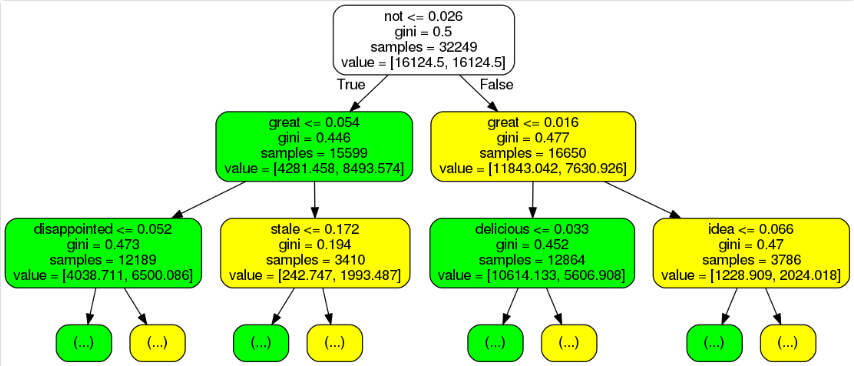 not <= 0.026
gini = 0.5
samples = 32249
value = [16124.5, 16124.5]
True
False
great <= 0.054
gini = 0.446
samples = 15599
value = [4281.458, 8493.574]
great <= 0.016
gini = 0.477
samples = 16650
value = [11843.042, 7630.926]
disappointed <= 0.052
gini = 0.473
samples = 12189
value = [4038.711, 6500.086]
stale <= 0.172
gini = 0.194
samples = 3410
value = [242.747, 1993.487]
delicious <= 0.033
gini = 0.452
samples = 12864
value = [10614.133, 5606.908]
idea <= 0.066
gini = 0.47
samples = 3786
value = [1228.909, 2024.018]
(...)
(...)
(...)
(...)
(...)
(...)
(...)
(...)